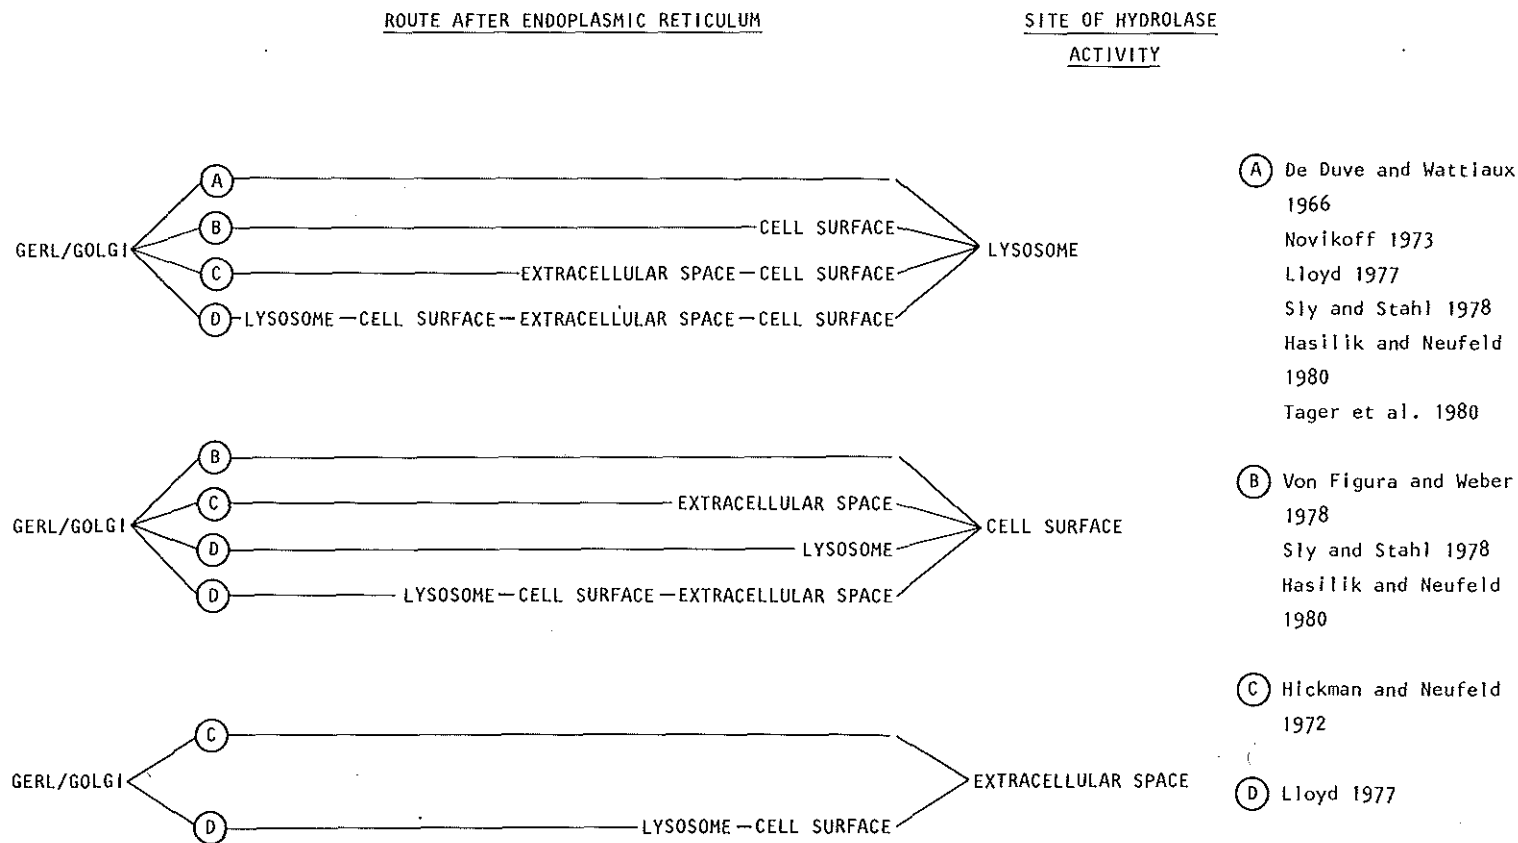 ROUTE AFTER ENDOPLASMIC RETICULUM
SITE OF HYDROLASE
ACTIVITY
A
B CELL SURFACE
GERL/GOLGI
LYSOSOME
C EXTRACELLULAR SPACE—CELL SURFACE
D LYSOSOME—CELL SURFACE—EXTRACELLULAR SPACE—CELL SURFACE
B
C EXTRACELLULAR SPACE
GERL/GOLGI
CELL SURFACE
D LYSOSOME
D LYSOSOME—CELL SURFACE—EXTRACELLULAR SPACE
C
GERL/GOLGI
EXTRACELLULAR SPACE
D LYSOSOME—CELL SURFACE
A De Duve and Wattiaux
1966
Novikoff 1973
Lloyd 1977
Sly and Stahl 1978
Hasilik and Neufeld
1980
Tager et al. 1980
B Von Figura and Weber
1978
Sly and Stahl 1978
Hasilik and Neufeld
1980
C Hickman and Neufeld
1972
D Lloyd 1977